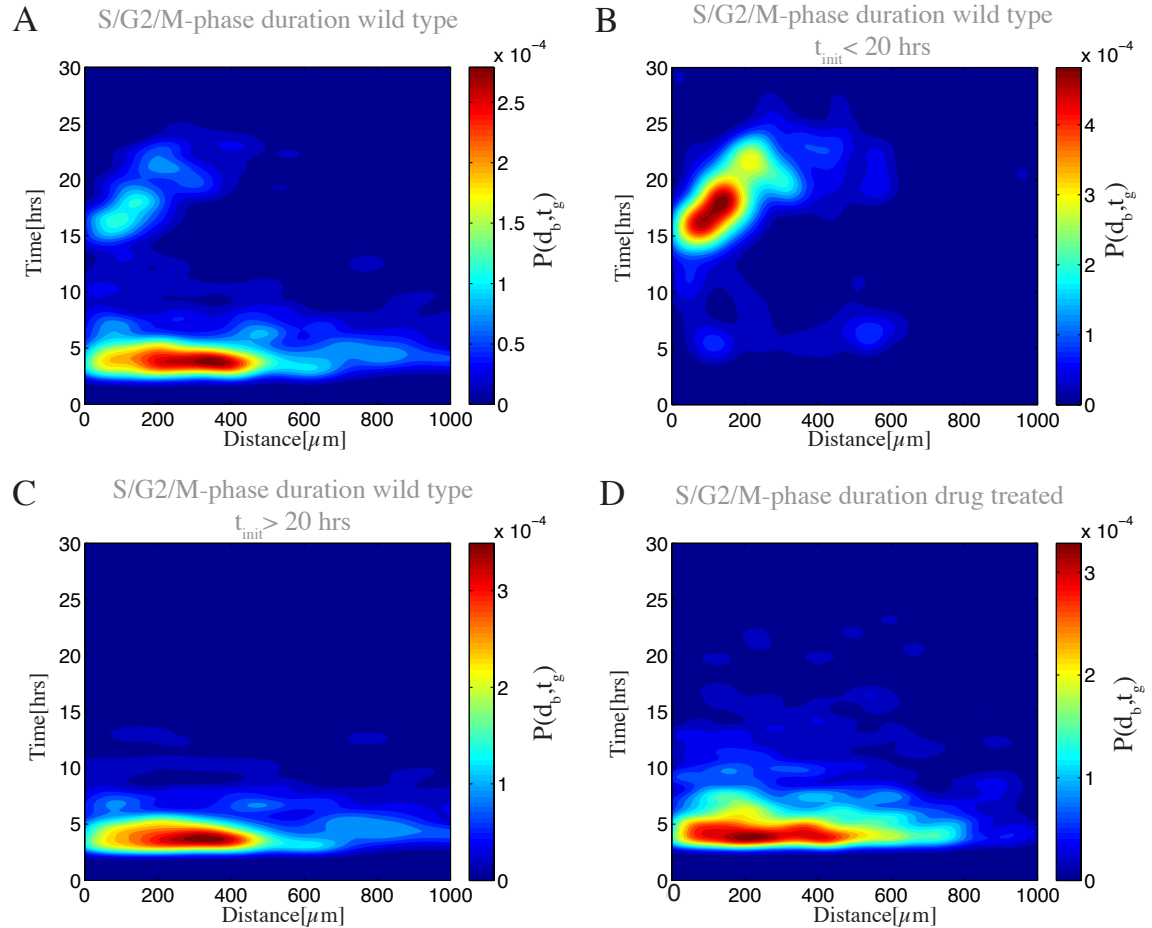 A
S/G2/M-phase duration wild type
x 10⁻⁴
30
25
20
15
10
5
0
Time[hrs]
0 200 400 600 800 1000
Distance[μm]
2.5
2
1.5
1
0.5
0
P(d_b,t_g)
B
S/G2/M-phase duration wild type
t_init< 20 hrs
x 10⁻⁴
30
25
20
15
10
5
0
Time[hrs]
0 200 400 600 800 1000
Distance[μm]
4
3
2
1
0
P(d_b,t_g)
C
S/G2/M-phase duration wild type
t_init> 20 hrs
x 10⁻⁴
30
25
20
15
10
5
0
Time[hrs]
0 200 400 600 800 1000
Distance[μm]
3
2
1
0
P(d_b,t_g)
D
S/G2/M-phase duration drug treated
x 10⁻⁴
30
25
20
15
10
5
0
Time[hrs]
0 200 400 600 800 1000
Distance[μm]
3
2
1
0
P(d_b,t_g)